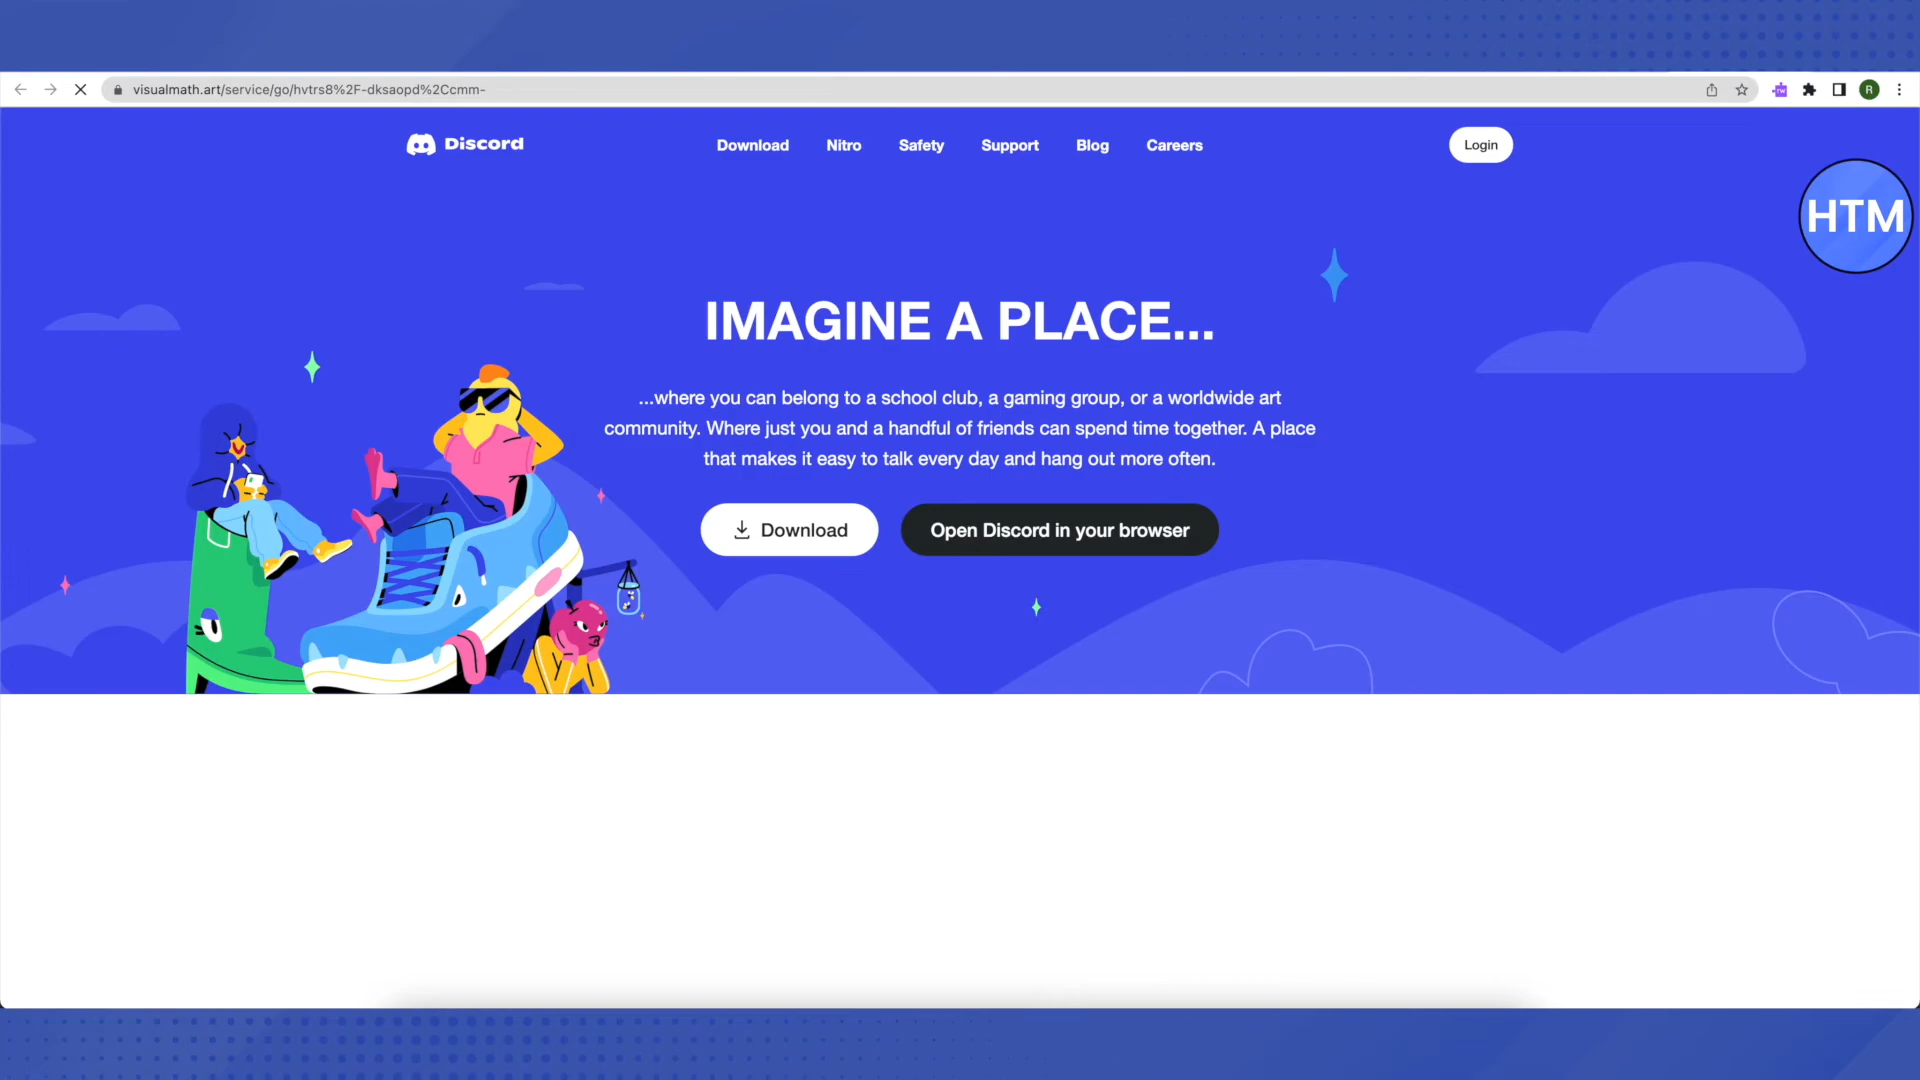 visualmath.art/service/go/hvtrs8%2F-dksaopd%2Ccmm-
rw
R
Discord
Download
Nitro
Safety
Support
Blog
Careers
Login
HTM
IMAGINE A PLACE...
...where you can belong to a school club, a gaming group, or a worldwide art
community. Where just you and a handful of friends can spend time together. A place
that makes it easy to talk every day and hang out more often.
Download
Open Discord in your browser